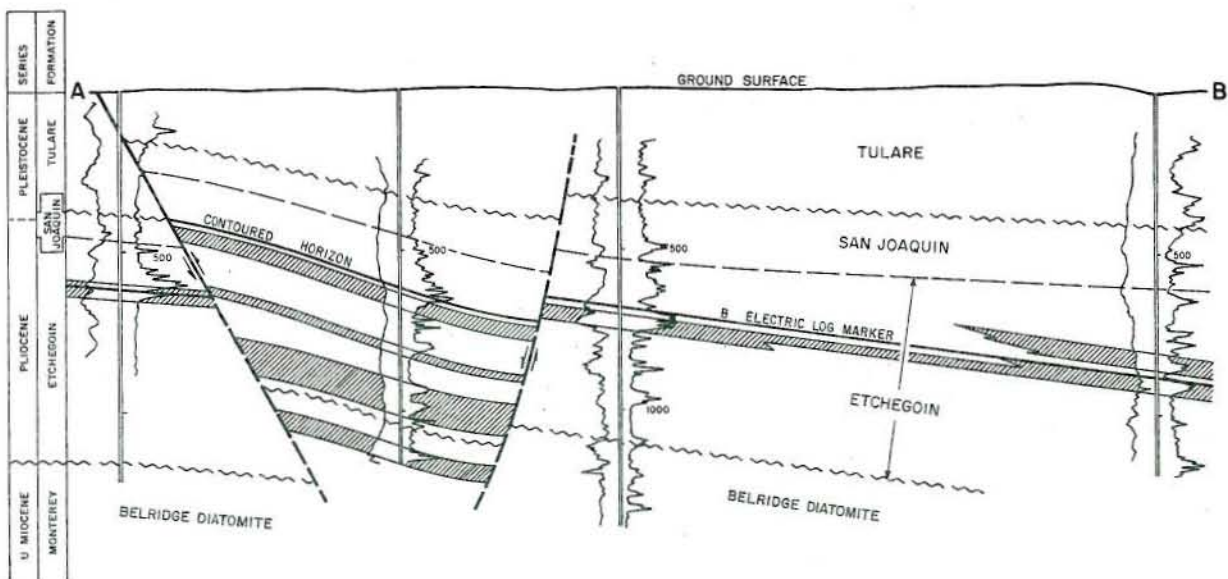 SERIES
FORMATION
PLEISTOCENE
TULARE
SAN JOAQUIN
PLIOCENE
ETCHEGOIN
U MIOCENE
MONTEREY
A
GROUND SURFACE
B
TULARE
CONTOURED HORIZON
SAN JOAQUIN
500
500
500
500
B ELECTRIC LOG MARKER
ETCHEGOIN
1000
BELRIDGE DIATOMITE
BELRIDGE DIATOMITE